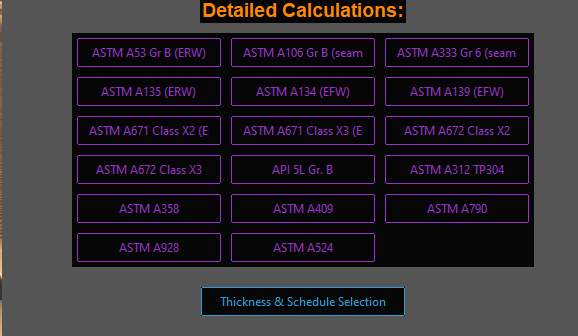 Detailed Calculations:
ASTM A53 Gr B (ERW) ASTM A106 Gr B (seam ASTM A333 Gr 6 (seam
ASTM A135 (ERW) ASTM A134 (EFW) ASTM A139 (EFW)
ASTM A671 Class X2 (E ASTM A671 Class X3 (E ASTM A672 Class X2
ASTM A672 Class X3 API 5L Gr. B ASTM A312 TP304
ASTM A358 ASTM A409 ASTM A790
ASTM A928 ASTM A524
Thickness & Schedule Selection